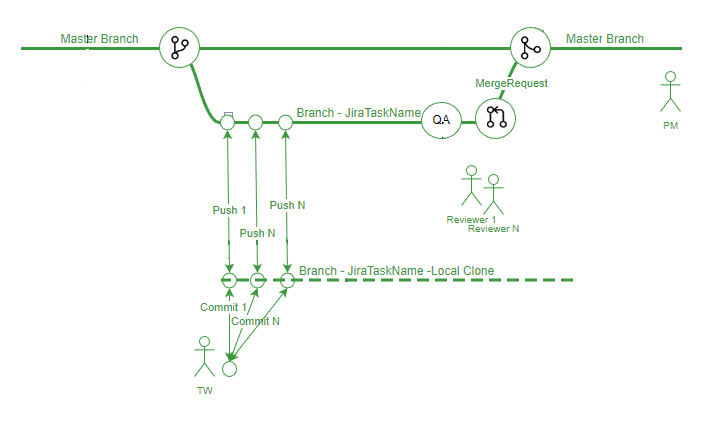 Master Branch
Master Branch
MergeRequest
Branch - JiraTaskName
QA
PM
Push 1
Push N
Push N
Reviewer 1
Reviewer N
Branch - JiraTaskName -Local Clone
Commit 1
Commit N
TW